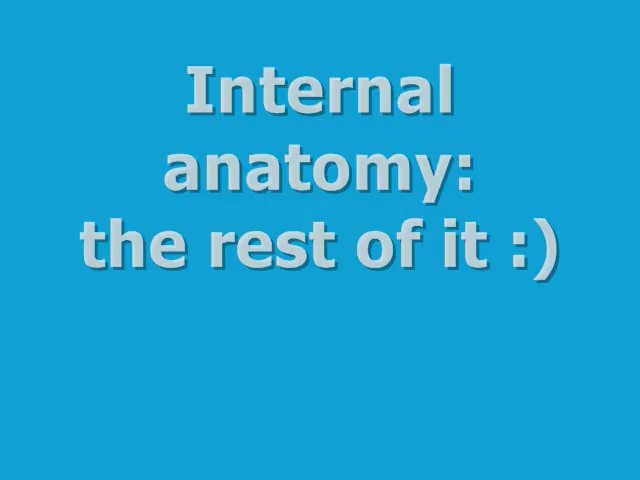 Internal
anatomy:
the rest of it :)